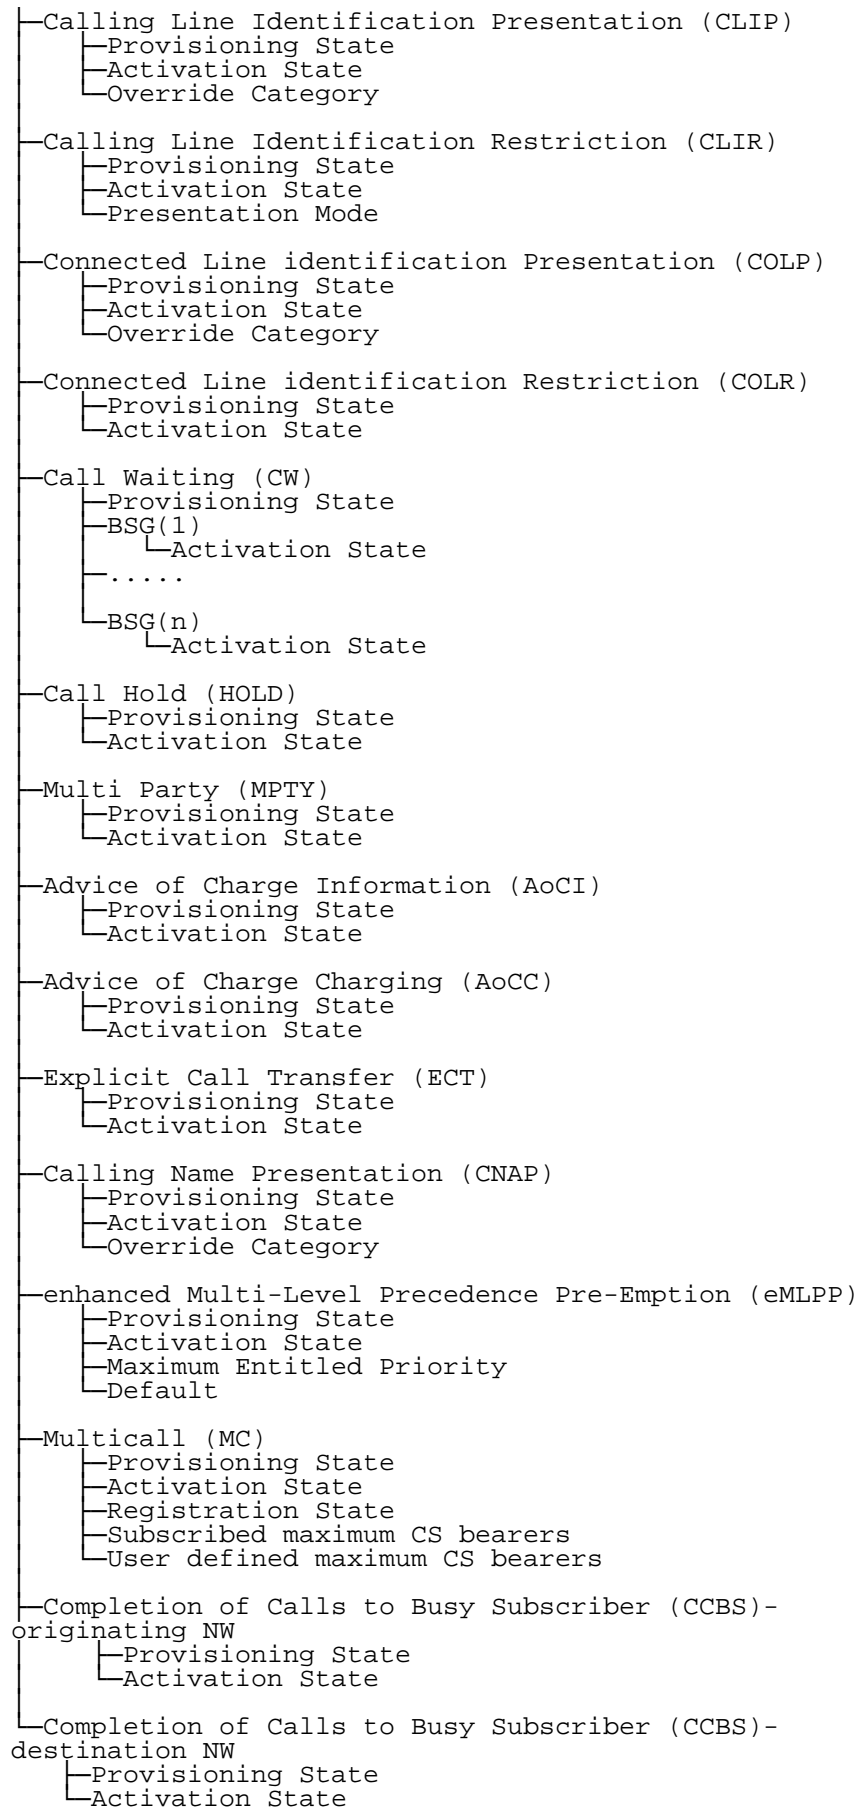 Calling Line Identification Presentation (CLIP)
Provisioning State
Activation State
Override Category
Calling Line Identification Restriction (CLIR)
Provisioning State
Activation State
Presentation Mode
Connected Line identification Presentation (COLP)
Provisioning State
Activation State
Override Category
Connected Line identification Restriction (COLR)
Provisioning State
Activation State
Call Waiting (CW)
Provisioning State
BSG(1)
Activation State
.....
BSG(n)
Activation State
Call Hold (HOLD)
Provisioning State
Activation State
Multi Party (MPTY)
Provisioning State
Activation State
Advice of Charge Information (AoCI)
Provisioning State
Activation State
Advice of Charge Charging (AoCC)
Provisioning State
Activation State
Explicit Call Transfer (ECT)
Provisioning State
Activation State
Calling Name Presentation (CNAP)
Provisioning State
Activation State
Override Category
enhanced Multi-Level Precedence Pre-Emption (eMLPP)
Provisioning State
Activation State
Maximum Entitled Priority
Default
Multicall (MC)
Provisioning State
Activation State
Registration State
Subscribed maximum CS bearers
User defined maximum CS bearers
Completion of Calls to Busy Subscriber (CCBS)-
originating NW
Provisioning State
Activation State
Completion of Calls to Busy Subscriber (CCBS)-
destination NW
Provisioning State
Activation State